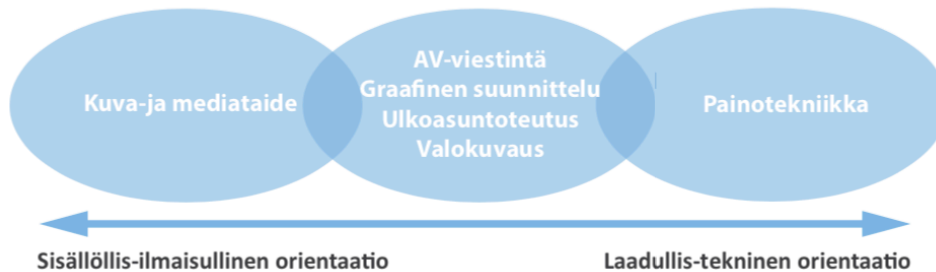 Kuva-ja mediataide
AV-viestintä
Graafinen suunnittelu
Ulkoasuntoteutus
Valokuvaus
Painotekniikka
Sisällöllis-ilmaisullinen orientaatio
Laadullis-tekninen orientaatio